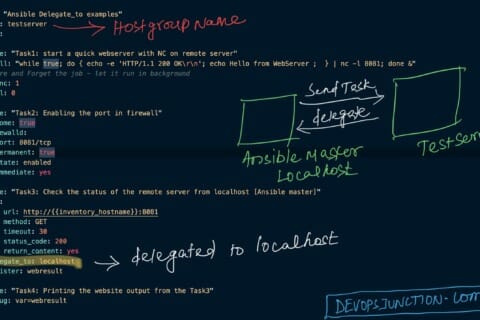 "Ansible Delegate_to examples"
: testserver → Hostgroup Name
e: "Task1: start a quick webserver with NC on remote server"
ll: "while true; do { echo -e 'HTTP/1.1 200 OK\r\n'; echo Hello from WebServer ; } | nc -l 8081; done &"
re and Forget the job - let it run in background
nc: 1
l: 0
Send Task
delegate
Ansible Master
Localhost
TestServ
e: "Task2: Enabling the port in firewall"
ome: true
ewalld:
ort: 8081/tcp
ermanent: true
tate: enabled
mmediate: yes
e: "Task3: Check the status of the remote server from localhost [Ansible master]"
:
url: http://{{inventory_hostname}}:8081
method: GET
timeout: 30
status_code: 200
return_content: yes
egate_to: localhost → delegated to localhost
ister: webresult
e: "Task4: Printing the website output from the Task3"
ug: var=webresult
DEVOPSJUNCTION.COM